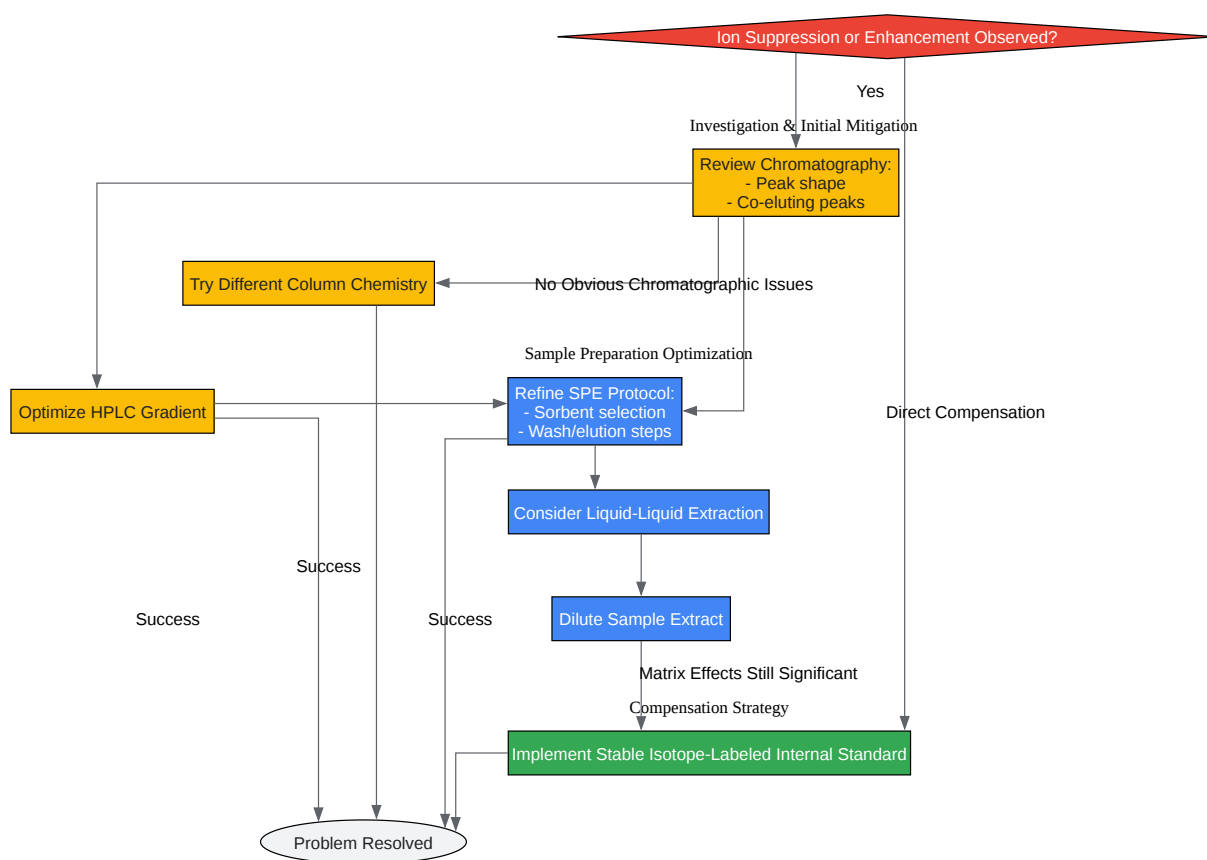 Ion Suppression or Enhancement Observed?
Yes
Investigation & Initial Mitigation
Review Chromatography:
- Peak shape
- Co-eluting peaks
Try Different Column Chemistry
No Obvious Chromatographic Issues
Sample Preparation Optimization
Optimize HPLC Gradient
Refine SPE Protocol:
- Sorbent selection
- Wash/elution steps
Direct Compensation
Consider Liquid-Liquid Extraction
Success
Success
Success
Dilute Sample Extract
Matrix Effects Still Significant
Compensation Strategy
Implement Stable Isotope-Labeled Internal Standard
Problem Resolved